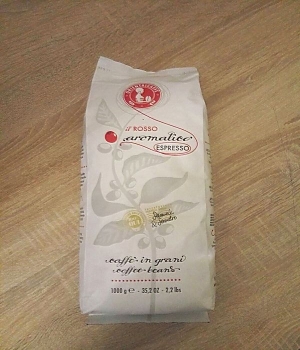 il ROSSO
aromatico
ESPRESSO
caffè in grani
coffee beans
1000 g e - 35,2 oz - 2,2 lbs